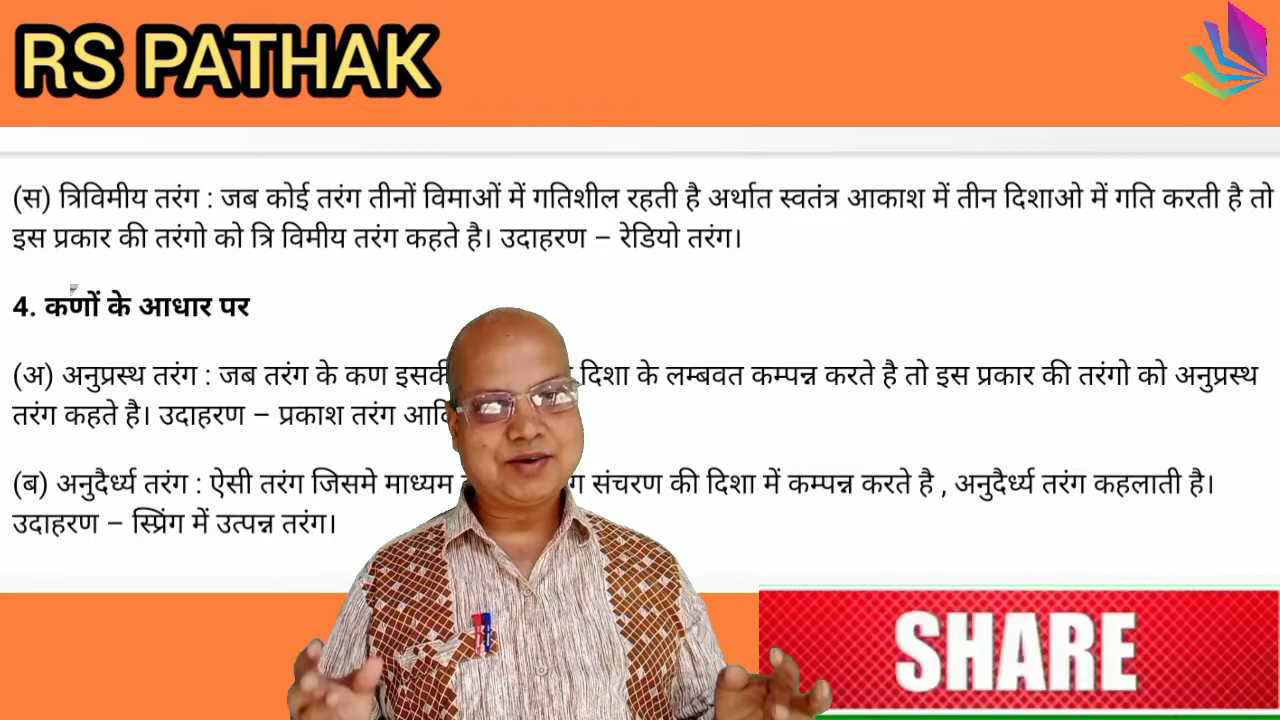 RS PATHAK
(स) त्रिविमीय तरंग : जब कोई तरंग तीनों विमाओं में गतिशील रहती है अर्थात स्वतंत्र आकाश में तीन दिशाओ में गति करती है तो
इस प्रकार की तरंगो को त्रि विमीय तरंग कहते है। उदाहरण – रेडियो तरंग।
4. कणों के आधार पर
(अ) अनुप्रस्थ तरंग : जब तरंग के कण इसकी दिशा के लम्बवत कम्पन्न करते है तो इस प्रकार की तरंगो को अनुप्रस्थ
तरंग कहते है। उदाहरण – प्रकाश तरंग
(ब) अनुदैर्ध्य तरंग : ऐसी तरंग जिसमे माध्यम संचरण की दिशा में कम्पन्न करते है , अनुदैर्ध्य तरंग कहलाती है।
उदाहरण – स्प्रिंग में उत्पन्न तरंग।
SHARE